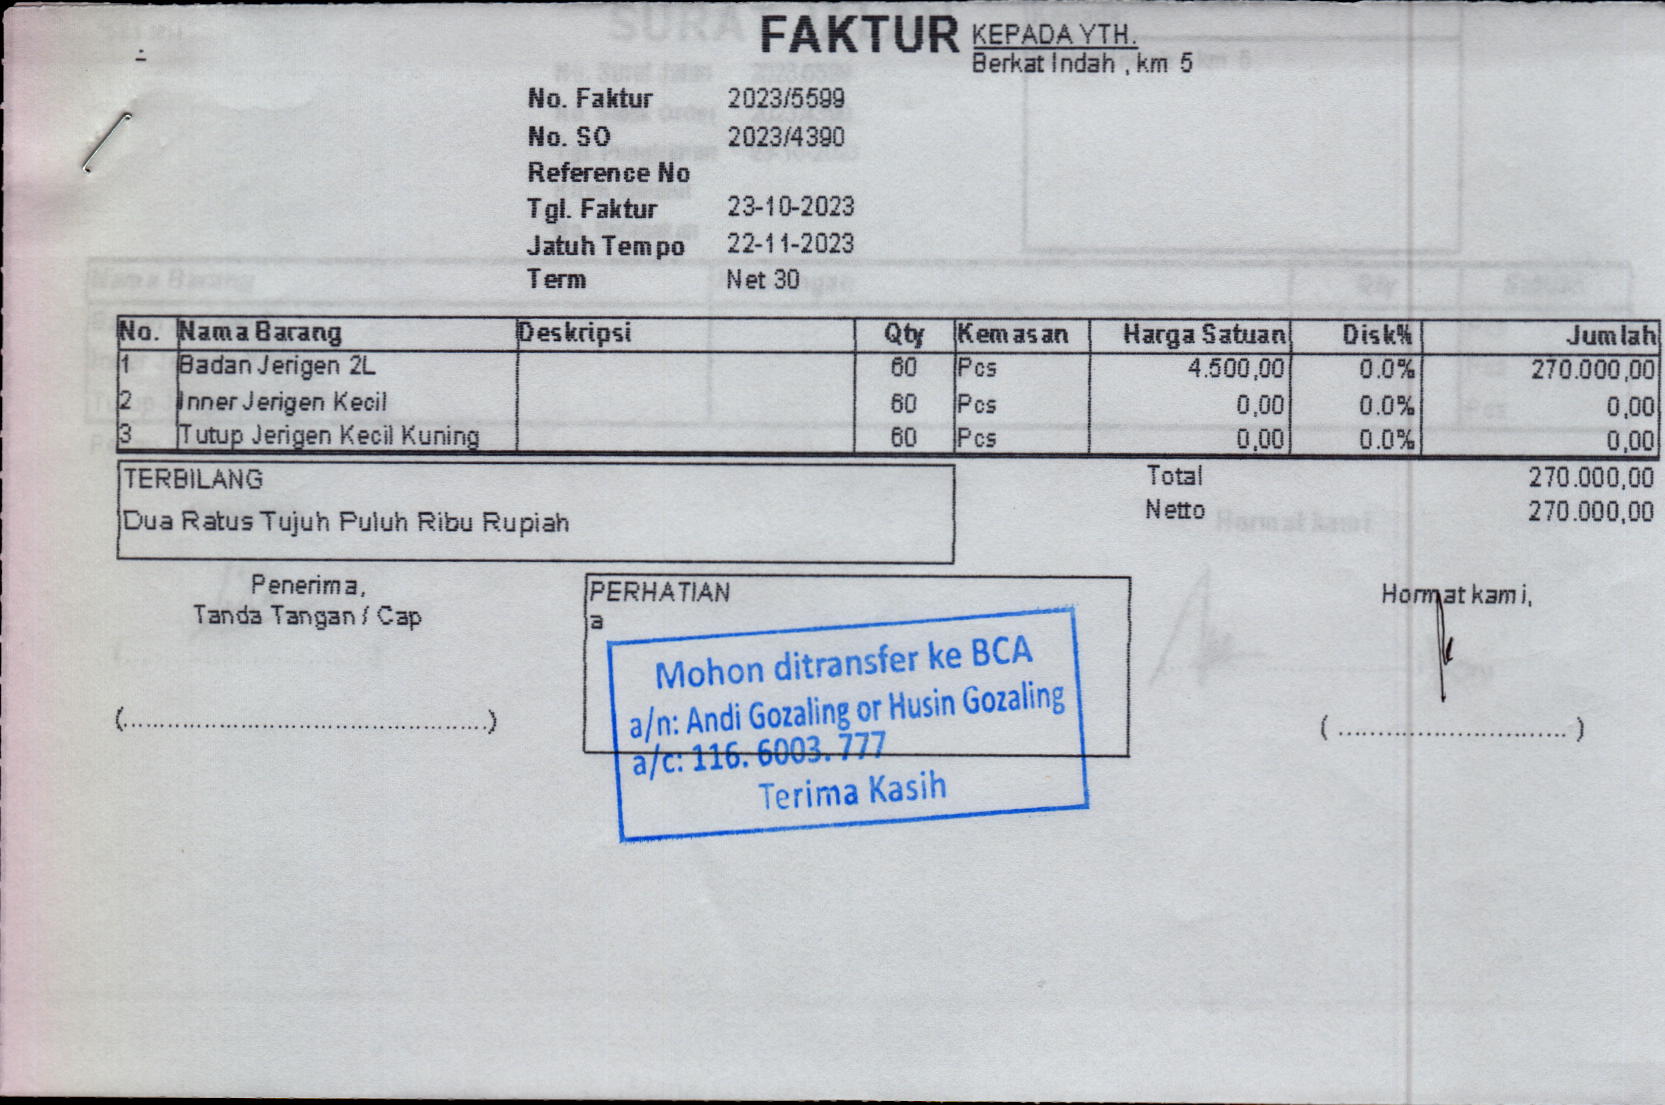 FAKTUR
KEPADA YTH.
Berkat Indah , km 5
No. Faktur 2023/5599
No. SO 2023/4390
Reference No
Tgl. Faktur 23-10-2023
Jatuh Tempo 22-11-2023
Term Net 30
No. Nama Barang Deskripsi Qty Kemasan Harga Satuan Disk% Jumlah
1 Badan Jerigen 2L 60 Pcs 4.500,00 0.0% 270.000,00
2 Inner Jerigen Kecil 60 Pcs 0,00 0.0% 0,00
3 Tutup Jerigen Kecil Kuning 60 Pcs 0,00 0.0% 0,00
TERBILANG
Dua Ratus Tujuh Puluh Ribu Rupiah
Total 270.000,00
Netto 270.000,00
Penerima,
Tanda Tangan / Cap
(..........................................)
PERHATIAN
a
Mohon ditransfer ke BCA
a/n: Andi Gozaling or Husin Gozaling
a/c: 116. 6003. 777
Terima Kasih
Hormat kami,
( ........................... )